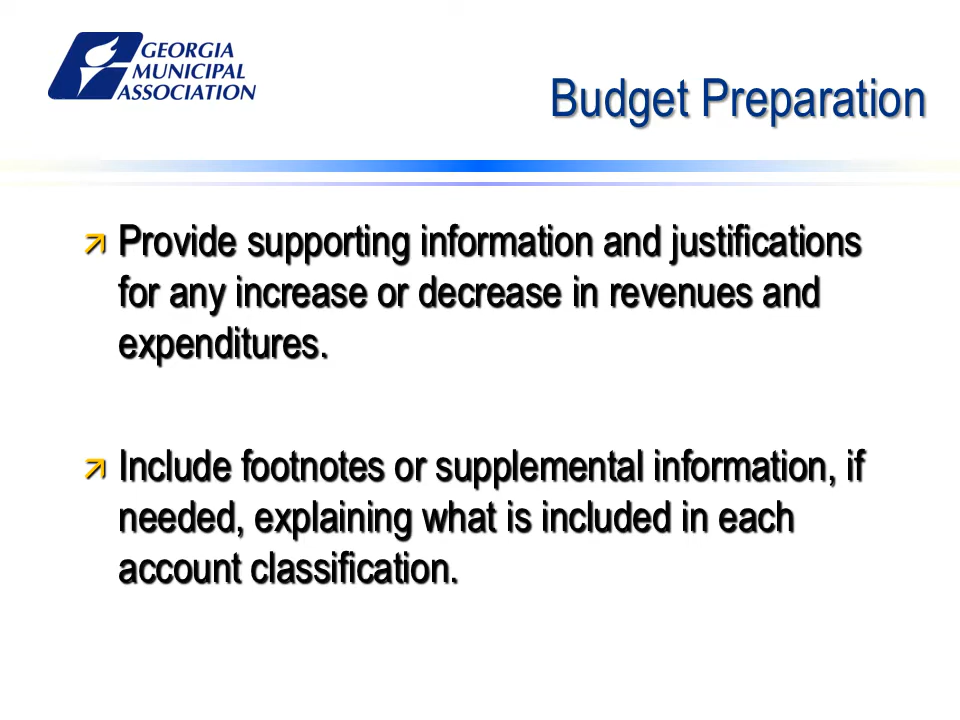 GEORGIA
MUNICIPAL
ASSOCIATION
Budget Preparation
Provide supporting information and justifications
for any increase or decrease in revenues and
expenditures.
Include footnotes or supplemental information, if
needed, explaining what is included in each
account classification.